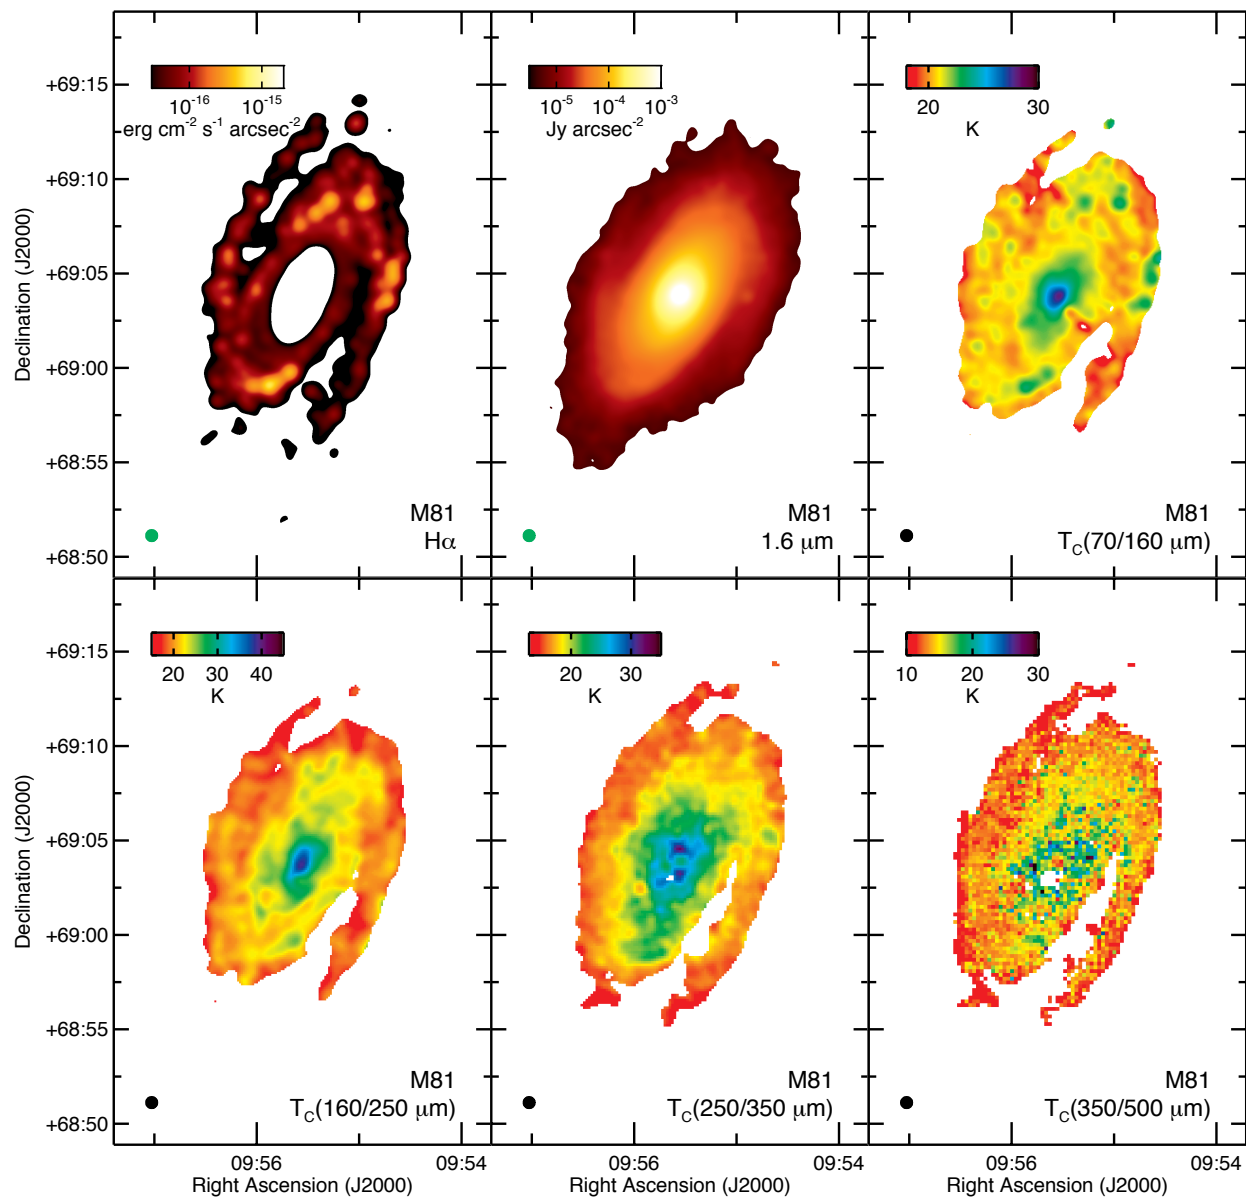 +69:15
+69:10
+69:05
+69:00
+68:55
+68:50
Declination (J2000)
10⁻¹⁶ 10⁻¹⁵
erg cm⁻² s⁻¹ arcsec⁻²
M81
Hα
10⁻⁵ 10⁻⁴ 10⁻³
Jy arcsec⁻²
M81
1.6 μm
20 30
K
M81
T_C(70/160 μm)
+69:15
+69:10
+69:05
+69:00
+68:55
+68:50
Declination (J2000)
20 30 40
K
M81
T_C(160/250 μm)
09:56 09:54
Right Ascension (J2000)
20 30
K
M81
T_C(250/350 μm)
09:56 09:54
Right Ascension (J2000)
10 20 30
K
M81
T_C(350/500 μm)
09:56 09:54
Right Ascension (J2000)